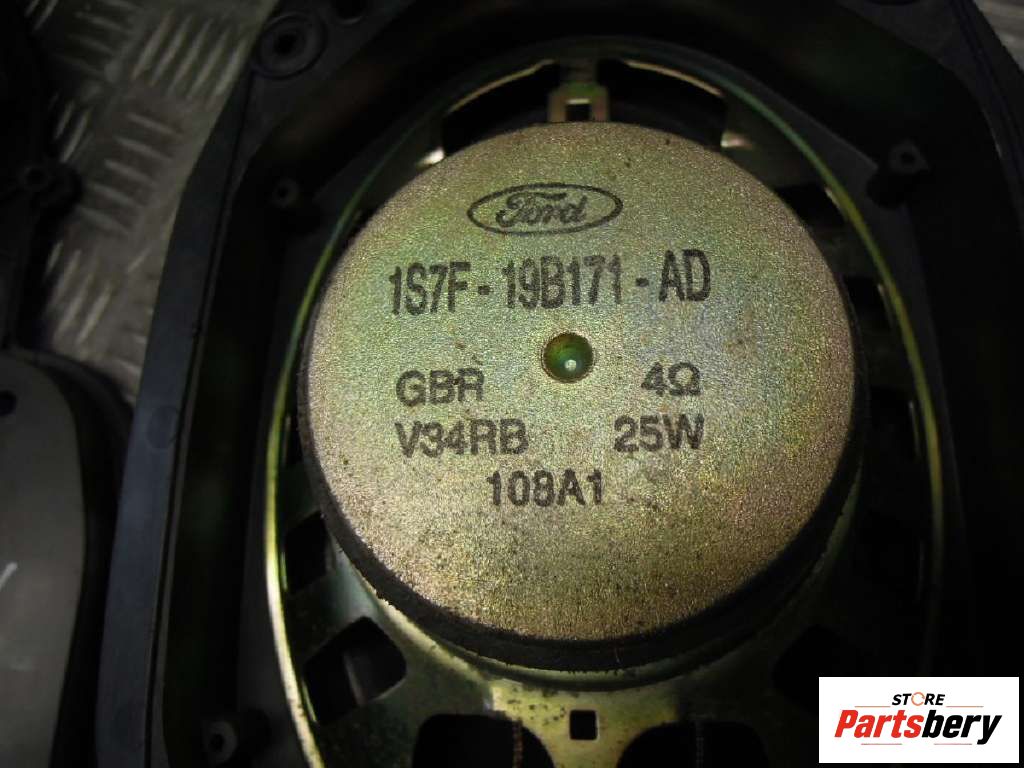 Ford
1S7F-19B171-AD
GBR 4Ω
V34RB 25W
108A1
STORE
Partsbery